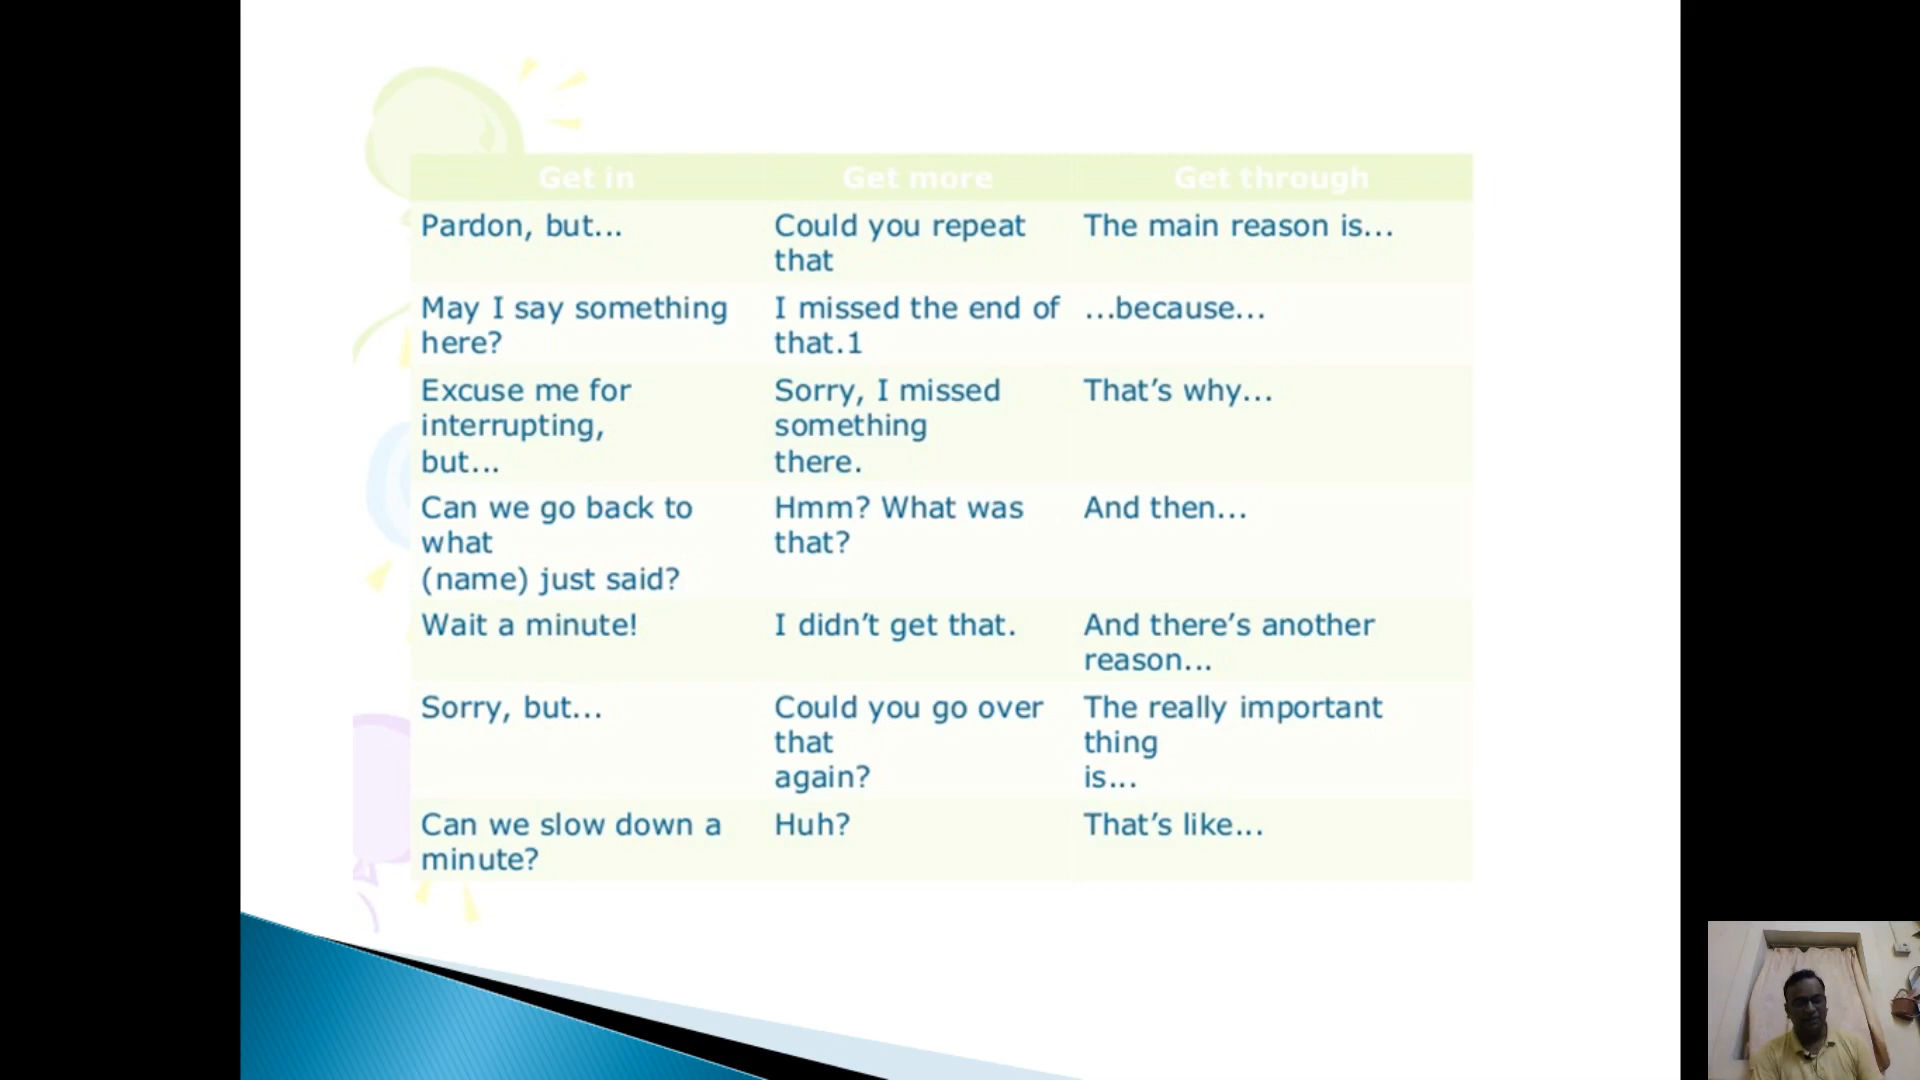 Get in Get more Get through
Pardon, but... Could you repeat The main reason is...
that
May I say something I missed the end of ...because...
here? that.1
Excuse me for Sorry, I missed That's why...
interrupting, something
but... there.
Can we go back to Hmm? What was And then...
what that?
(name) just said?
Wait a minute! I didn't get that. And there's another
reason...
Sorry, but... Could you go over The really important
that thing
again? is...
Can we slow down a Huh? That's like...
minute?